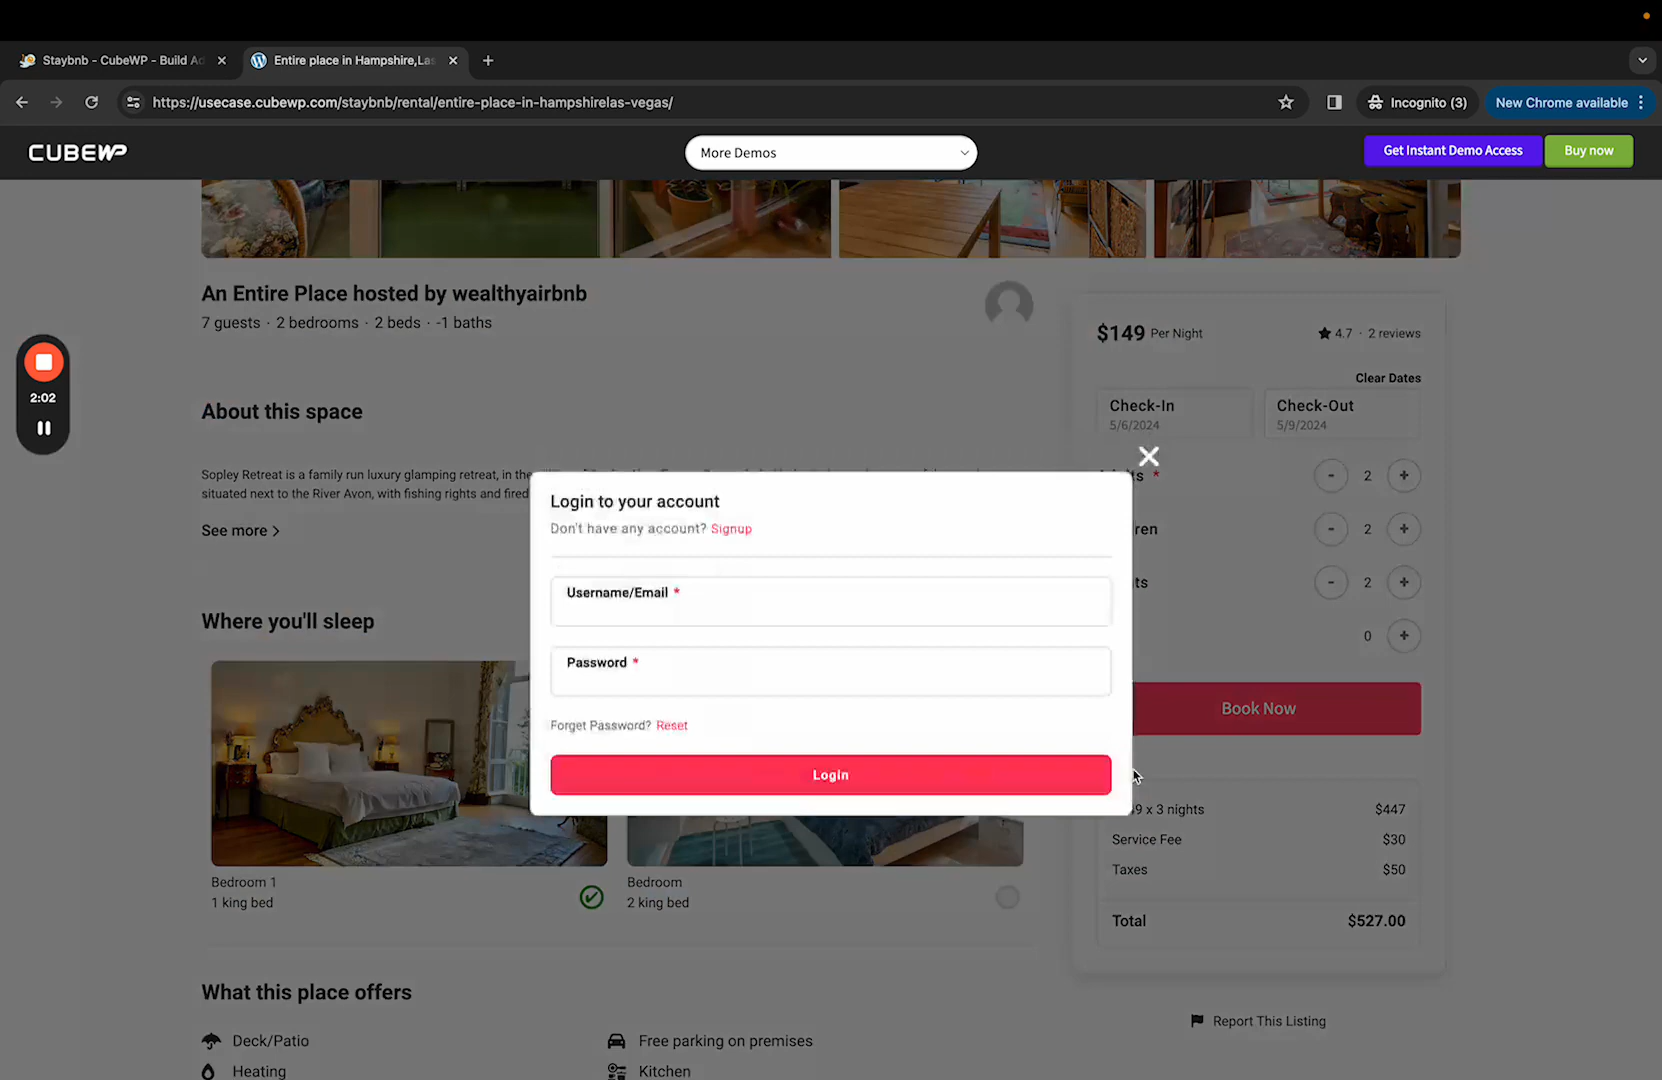 Staybnb - CubeWP - Build Ad
Entire place in Hampshire,Las
https://usecase.cubewp.com/staybnb/rental/entire-place-in-hampshirelas-vegas/
Incognito (3)
New Chrome available
CUBEWP
More Demos
Get Instant Demo Access
Buy now
An Entire Place hosted by wealthyairbnb
7 guests · 2 bedrooms · 2 beds · -1 baths
$149 Per Night
4.7 · 2 reviews
Clear Dates
Check-In
5/6/2024
Check-Out
5/9/2024
2:02
About this space
Sopley Retreat is a family run luxury glamping retreat, in the
situated next to the River Avon, with fishing rights and fired
See more >
Login to your account
Don't have any account? Signup
Username/Email *
Password *
Forget Password? Reset
Login
ts *
- 2 +
ren
- 2 +
ts
- 2 +
0 +
Book Now
9 x 3 nights $447
Service Fee $30
Taxes $50
Total $527.00
Where you'll sleep
Bedroom 1
1 king bed
Bedroom
2 king bed
What this place offers
Deck/Patio
Free parking on premises
Heating
Kitchen
Report This Listing